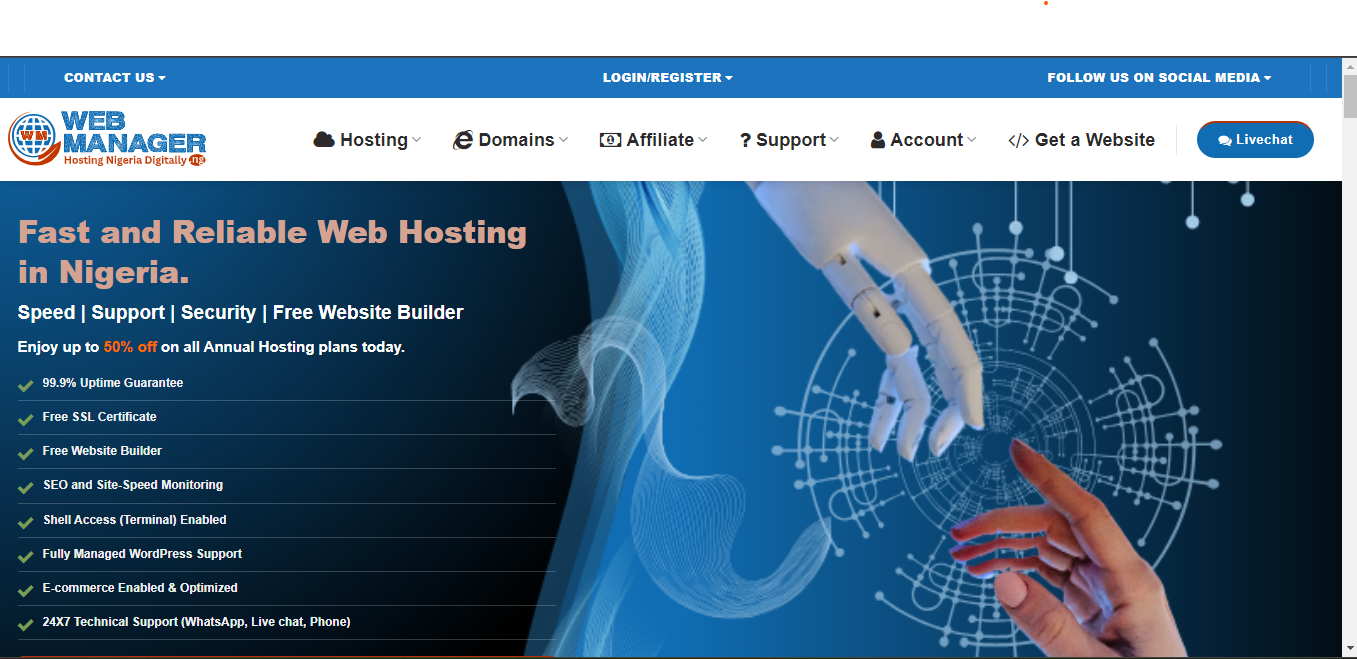 CONTACT US
LOGIN/REGISTER
FOLLOW US ON SOCIAL MEDIA
WM
WEB
MANAGER
Hosting Nigeria Digitally .ng
Hosting
Domains
Affiliate
? Support
Account
</> Get a Website
Livechat
Fast and Reliable Web Hosting
in Nigeria.
Speed | Support | Security | Free Website Builder
Enjoy up to 50% off on all Annual Hosting plans today.
99.9% Uptime Guarantee
Free SSL Certificate
Free Website Builder
SEO and Site-Speed Monitoring
Shell Access (Terminal) Enabled
Fully Managed WordPress Support
E-commerce Enabled & Optimized
24X7 Technical Support (WhatsApp, Live chat, Phone)